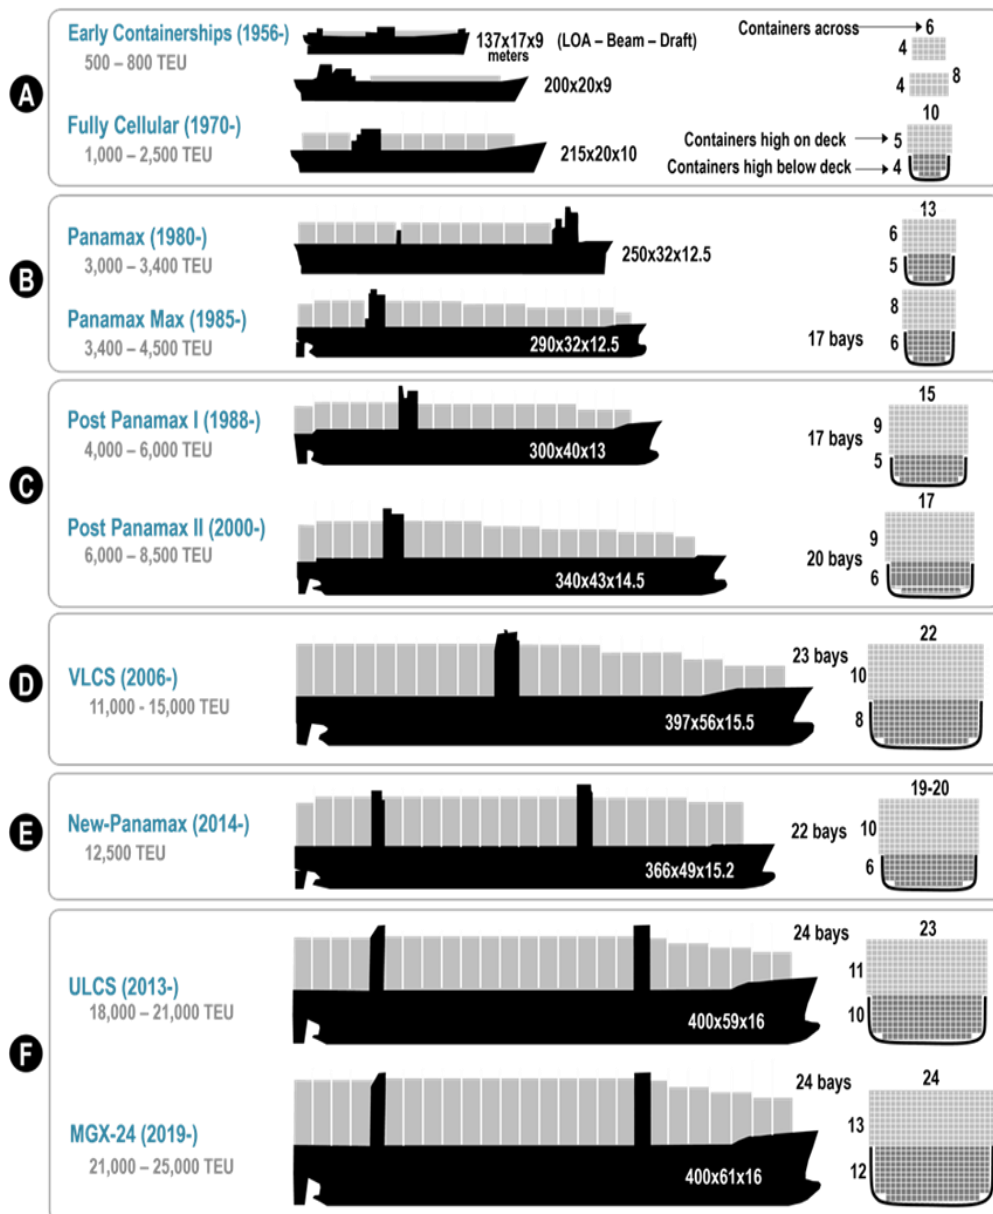 A
Early Containerships (1956-)
500 – 800 TEU
137x17x9 (LOA – Beam – Draft)
meters
Containers across
6
4
200x20x9
4
8
Fully Cellular (1970-)
1,000 – 2,500 TEU
215x20x10
10
Containers high on deck
5
Containers high below deck
4
B
Panamax (1980-)
3,000 – 3,400 TEU
250x32x12.5
13
6
5
Panamax Max (1985-)
3,400 – 4,500 TEU
290x32x12.5
17 bays
8
6
C
Post Panamax I (1988-)
4,000 – 6,000 TEU
300x40x13
17 bays
15
9
5
Post Panamax II (2000-)
6,000 – 8,500 TEU
340x43x14.5
20 bays
17
9
6
D
VLCS (2006-)
11,000 - 15,000 TEU
397x56x15.5
23 bays
22
10
8
E
New-Panamax (2014-)
12,500 TEU
366x49x15.2
22 bays
19-20
10
6
F
ULCS (2013-)
18,000 – 21,000 TEU
400x59x16
24 bays
23
11
10
MGX-24 (2019-)
21,000 – 25,000 TEU
400x61x16
24 bays
24
13
12